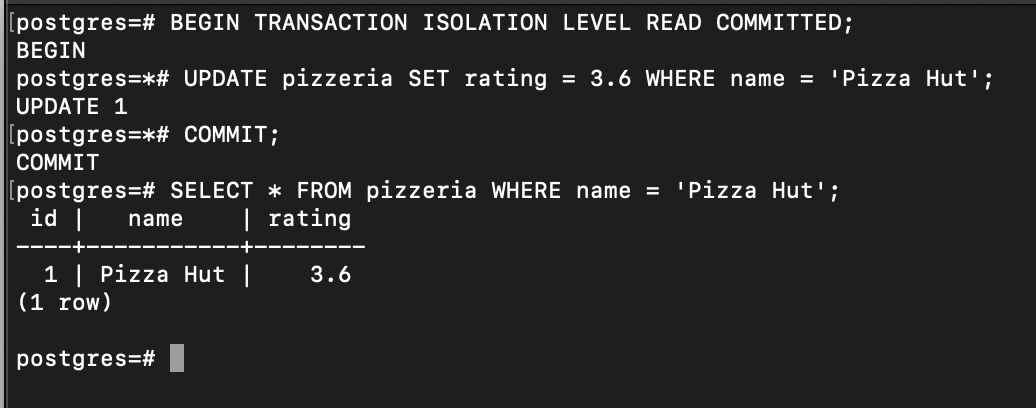 [postgres=# BEGIN TRANSACTION ISOLATION LEVEL READ COMMITTED;
BEGIN
postgres=*# UPDATE pizzeria SET rating = 3.6 WHERE name = 'Pizza Hut';
UPDATE 1
[postgres=*# COMMIT;
COMMIT
[postgres=# SELECT * FROM pizzeria WHERE name = 'Pizza Hut';
 id |   name    | rating
----+-----------+--------
  1 | Pizza Hut |    3.6
(1 row)
postgres=#